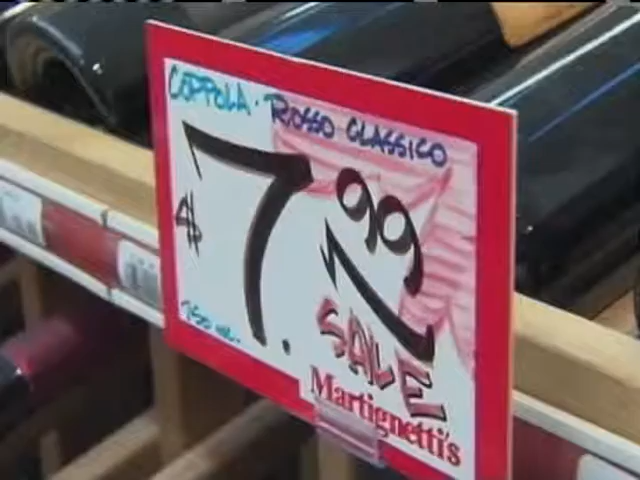 COPPOLA · ROSSO CLASSICO
$7.99
750 ML.
SALE
Martignetti's